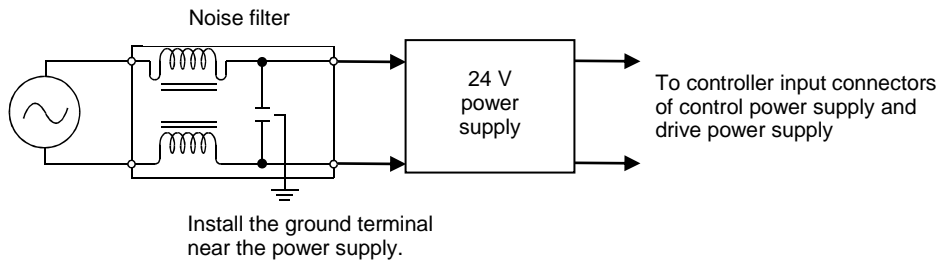 Noise filter
24 V
power
supply
To controller input connectors
of control power supply and
drive power supply
Install the ground terminal
near the power supply.